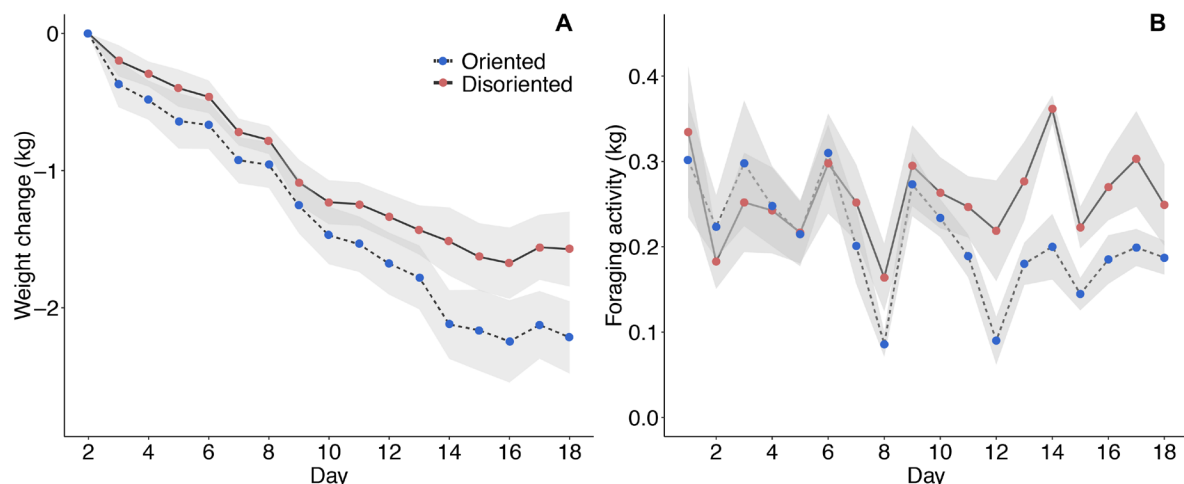 A
Oriented
Disoriented
Weight change (kg)
0
−1
−2
2 4 6 8 10 12 14 16 18
Day
B
Foraging activity (kg)
0.4
0.3
0.2
0.1
0.0
2 4 6 8 10 12 14 16 18
Day